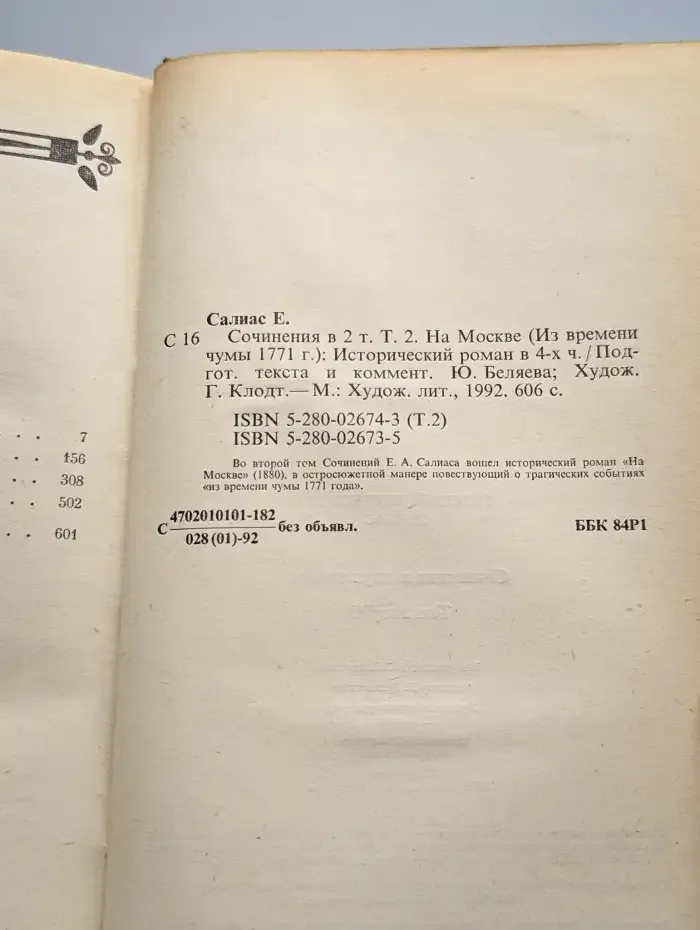 7
156
308
502
601
Салиас Е.
С 16 Сочинения в 2 т. Т. 2. На Москве (Из времени
чумы 1771 г.): Исторический роман в 4-х ч. / Под-
гот. текста и коммент. Ю. Беляева; Худож.
Г. Клодт.— М.: Худож. лит., 1992. 606 с.
ISBN 5-280-02674-3 (Т.2)
ISBN 5-280-02673-5
Во второй том Сочинений Е. А. Салиаса вошел исторический роман «На
Москве» (1880), в остросюжетной манере повествующий о трагических событиях
«из времени чумы 1771 года».
С 4702010101-182 без объявл. ББК 84Р1
028(01)-92